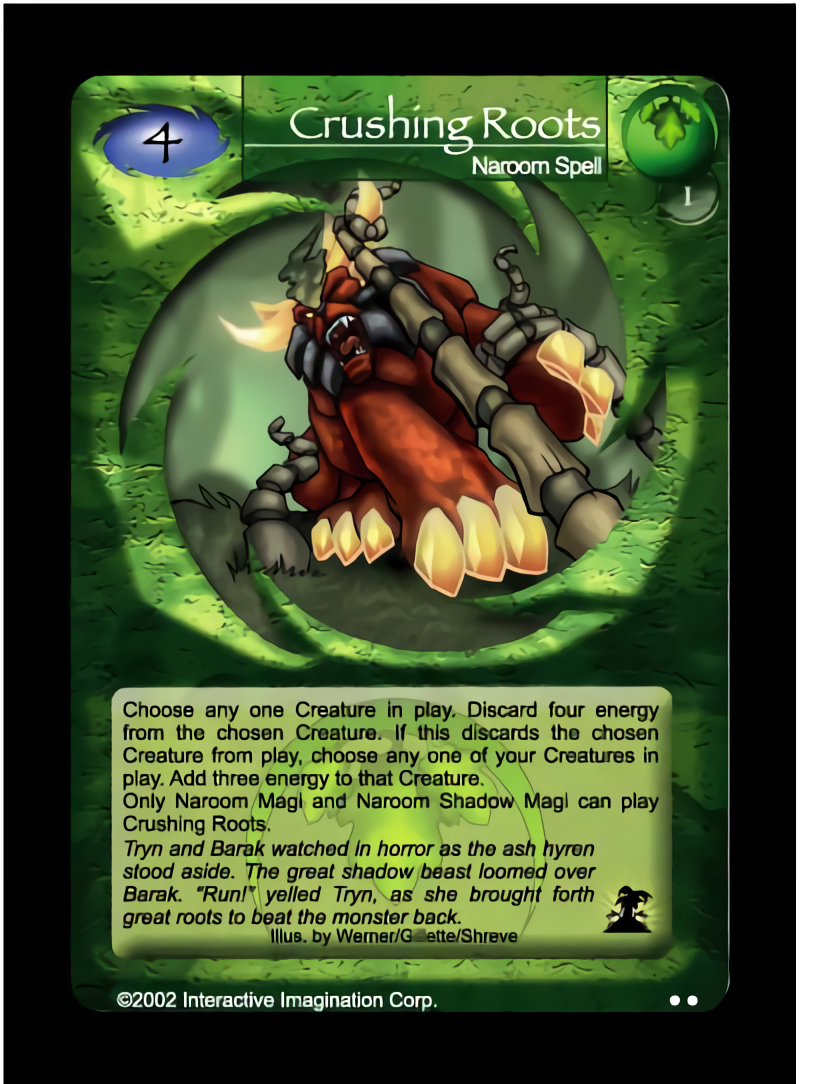 4
Crushing Roots
Naroom Spell
1
Choose any one Creature in play. Discard four energy
from the chosen Creature. If this discards the chosen
Creature from play, choose any one of your Creatures in
play. Add three energy to that Creature.
Only Naroom Magi and Naroom Shadow Magi can play
Crushing Roots.
Tryn and Barak watched in horror as the ash hyren
stood aside. The great shadow beast loomed over
Barak. "Run!" yelled Tryn, as she brought forth
great roots to beat the monster back.
Illus. by Werner/ /Shreve
©2002 Interactive Imagination Corp.